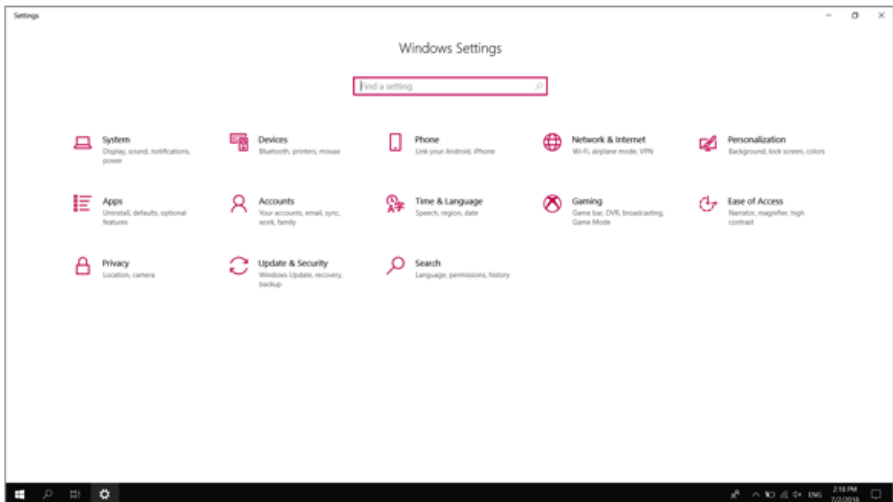 Settings
Windows Settings
Find a setting
System
Display, sound, notifications,
power
Devices
Bluetooth, printers, mouse
Phone
Link your Android, iPhone
Network & Internet
Wi-Fi, airplane mode, VPN
Personalization
Background, lock screen, colors
Apps
Uninstall, defaults, optional
features
Accounts
Your accounts, email, sync,
work, family
Time & Language
Speech, region, date
Gaming
Game bar, DVR, broadcasting,
Game Mode
Ease of Access
Narrator, magnifier, high
contrast
Privacy
Location, camera
Update & Security
Windows Update, recovery,
backup
Search
Language, permissions, history
ENG
2:18 PM
7/2/2018